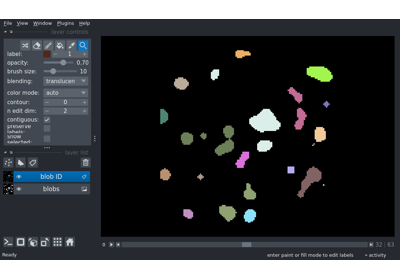 File View Window Plugins Help
layer controls
label: 1
opacity: 0.70
brush size: 10
blending: translucen
color mode: auto
contour: 0
n edit dim: 2
contiguous:
preserve labels:
show selected:
layer list
blob ID
blobs
0 32 63
Ready enter paint or fill mode to edit labels activity